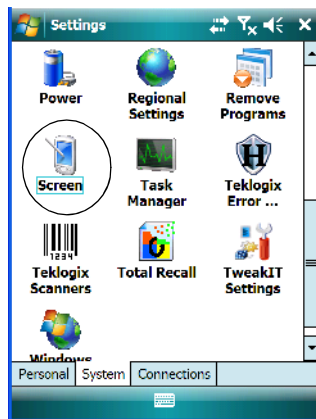 Settings
Power
Regional
Settings
Remove
Programs
Screen
Task
Manager
H
Teklogix
Error ...
1234
Teklogix
Scanners
Total Recall
TweakIT
Settings
Windows
Personal System Connections